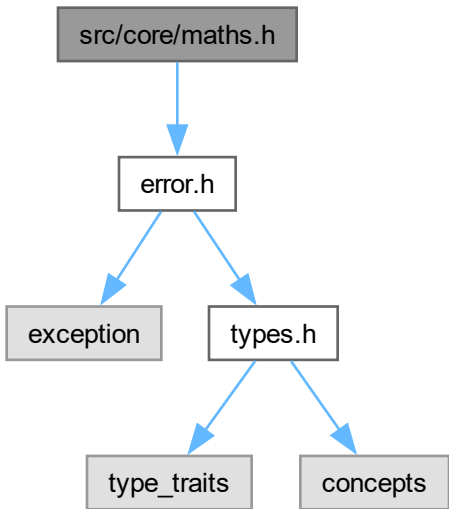 src/core/maths.h
error.h
exception
types.h
type_traits
concepts